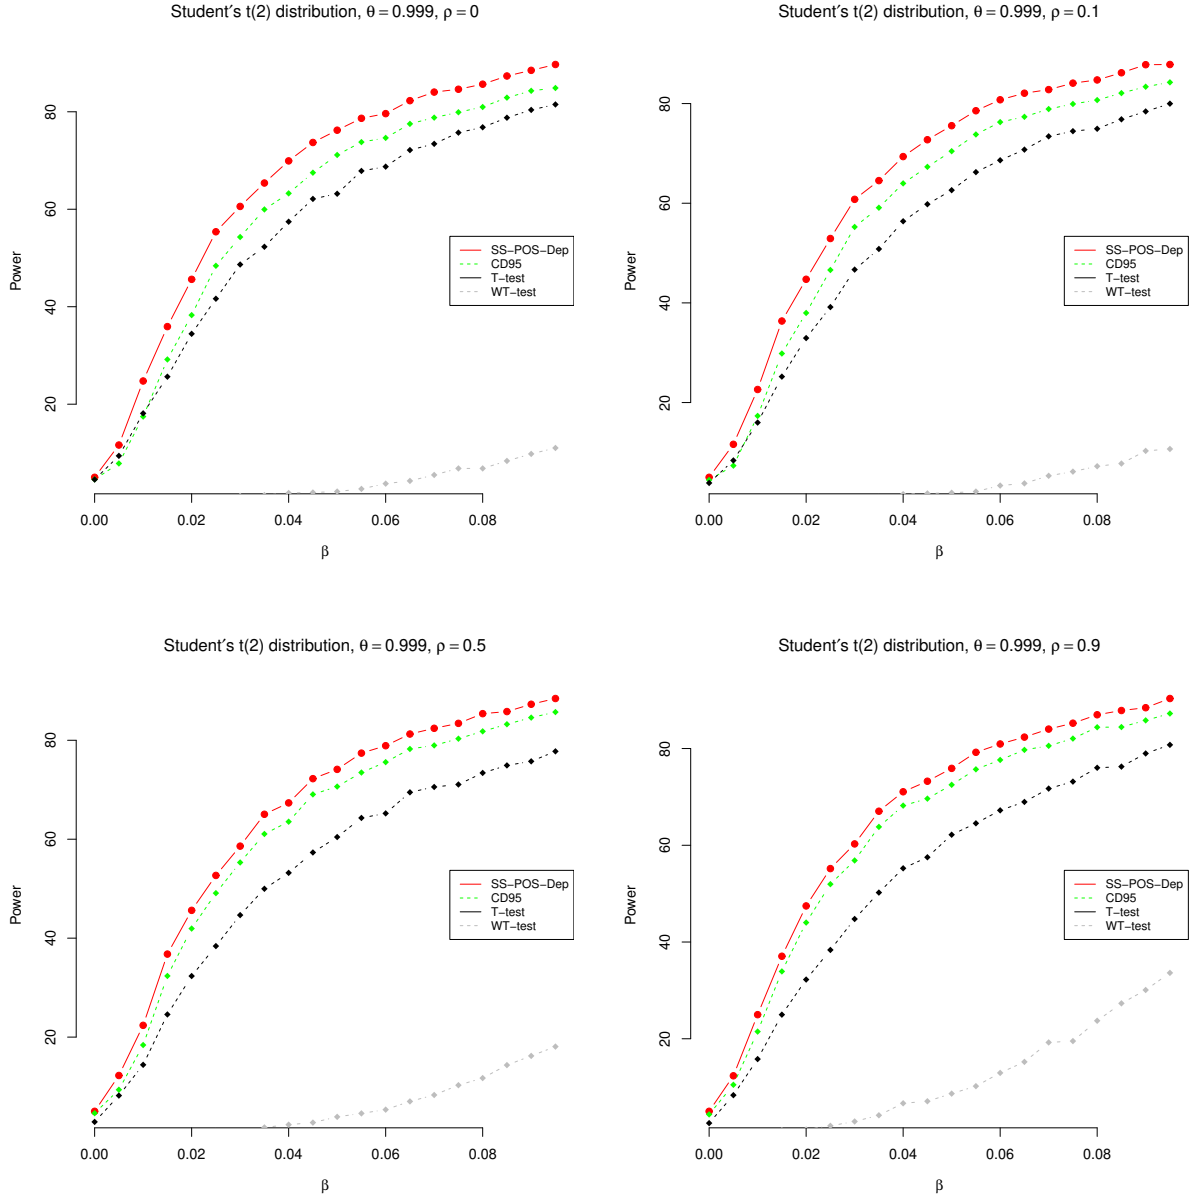 Student′s t(2) distribution, θ = 0.999, ρ = 0
Power
80
60
40
20
0.00 0.02 0.04 0.06 0.08
β
SS−POS−Dep
CD95
T−test
WT−test
Student′s t(2) distribution, θ = 0.999, ρ = 0.1
Power
80
60
40
20
0.00 0.02 0.04 0.06 0.08
β
SS−POS−Dep
CD95
T−test
WT−test
Student′s t(2) distribution, θ = 0.999, ρ = 0.5
Power
80
60
40
20
0.00 0.02 0.04 0.06 0.08
β
SS−POS−Dep
CD95
T−test
WT−test
Student′s t(2) distribution, θ = 0.999, ρ = 0.9
Power
80
60
40
20
0.00 0.02 0.04 0.06 0.08
β
SS−POS−Dep
CD95
T−test
WT−test